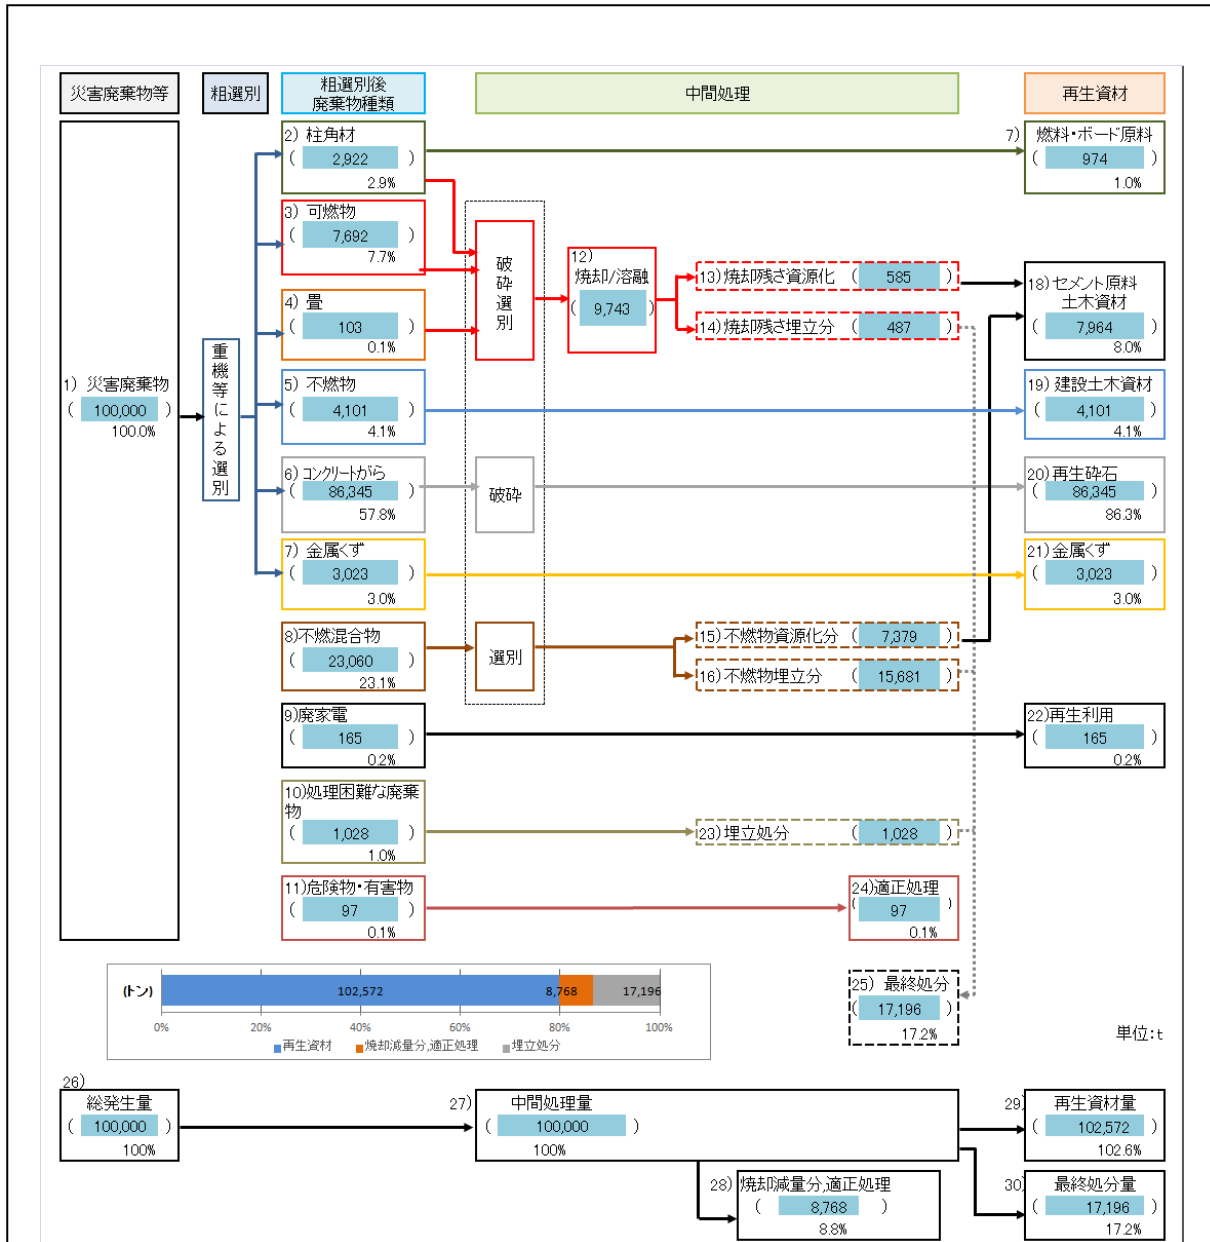 災害廃棄物等
粗選別
粗選別後
廃棄物種類
中間処理
再生資材
1) 災害廃棄物
( 100,000 )
100.0%
重機等による選別
2) 柱角材
( 2,922 )
2.9%
3) 可燃物
( 7,692 )
7.7%
4) 畳
( 103 )
0.1%
5) 不燃物
( 4,101 )
4.1%
6) コンクリートがら
( 86,345 )
57.8%
7) 金属くず
( 3,023 )
3.0%
8)不燃混合物
( 23,060 )
23.1%
9)廃家電
( 165 )
0.2%
10)処理困難な廃棄
物
( 1,028 )
1.0%
11)危険物・有害物
( 97 )
0.1%
破砕選別
破砕
選別
12)
焼却/溶融
( 9,743 )
13)焼却残さ資源化 ( 585 )
14)焼却残さ埋立分 ( 487 )
15)不燃物資源化分 ( 7,379 )
16)不燃物埋立分 ( 15,681 )
23)埋立処分 ( 1,028 )
24)適正処理
( 97 )
0.1%
25) 最終処分
( 17,196 )
17.2%
7) 燃料・ボード原料
( 974 )
1.0%
18)セメント原料
土木資材
( 7,964 )
8.0%
19)建設土木資材
( 4,101 )
4.1%
20)再生砕石
( 86,345 )
86.3%
21)金属くず
( 3,023 )
3.0%
22)再生利用
( 165 )
0.2%
単位:t
(トン)
102,572 8,768 17,196
0% 20% 40% 60% 80% 100%
再生資材 焼却減量分,適正処理 埋立処分
26)
総発生量
( 100,000 )
100%
27) 中間処理量
( 100,000 )
100%
28) 焼却減量分,適正処理
( 8,768 )
8.8%
29) 再生資材量
( 102,572 )
102.6%
30) 最終処分量
( 17,196 )
17.2%